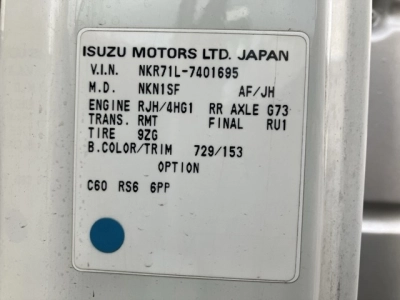 ISUZU MOTORS LTD. JAPAN
V.I.N. NKR71L-7401695
M.D. NKN1SF AF/JH
ENGINE RJH/4HG1 RR AXLE G73
TRANS. RMT FINAL RU1
TIRE 9ZG
B.COLOR/TRIM 729/153
OPTION
C60 RS6 6PP